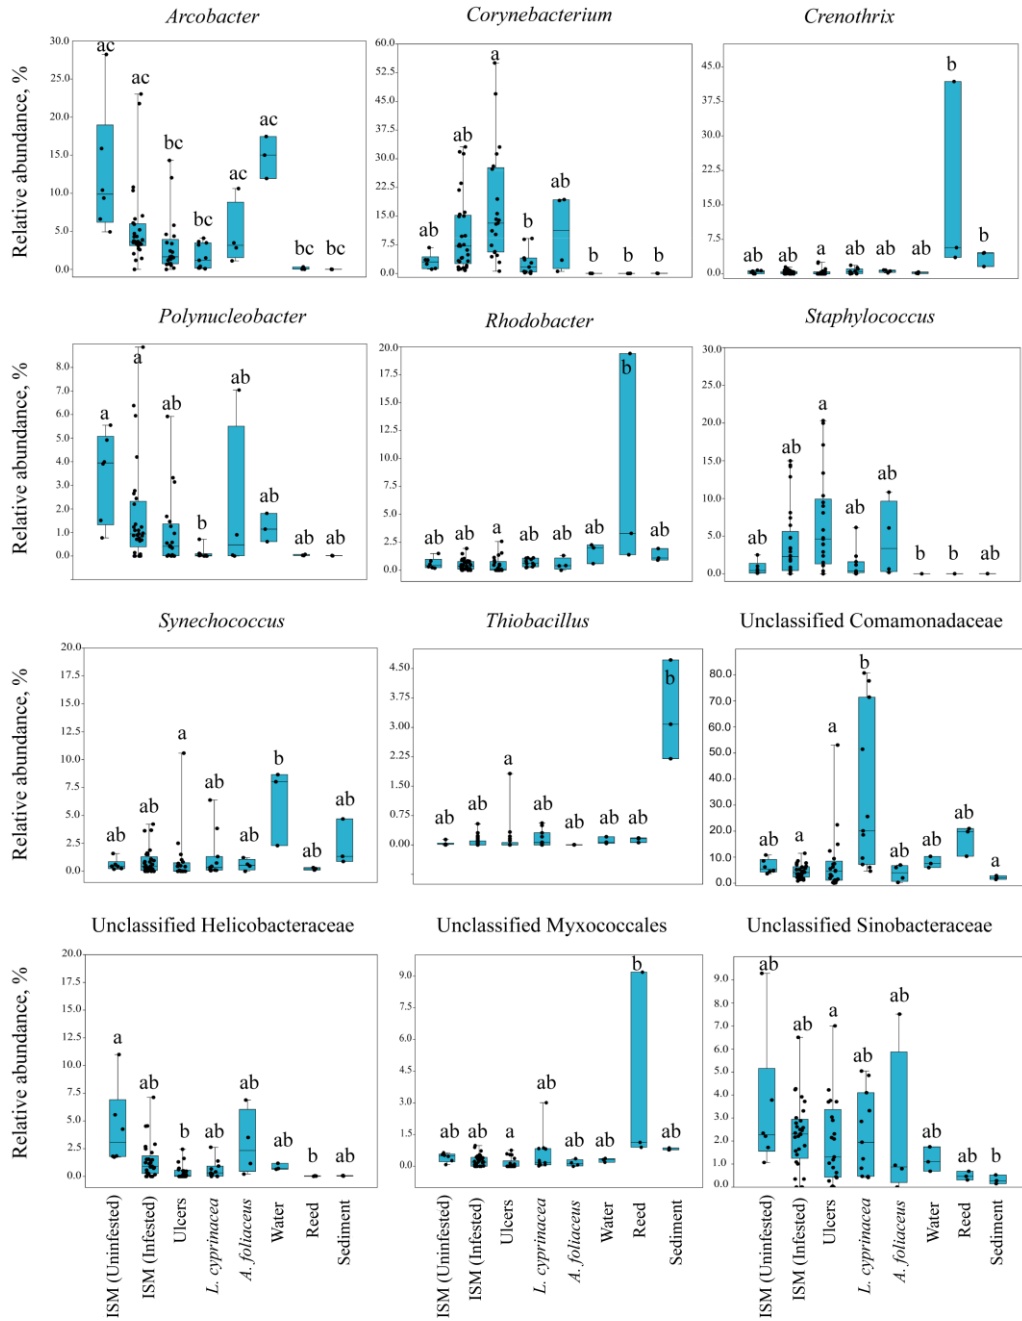 Arcobacter
Relative abundance, %
30.0
25.0
20.0
15.0
10.0
5.0
0.0
ac
ac
bc
bc
ac
ac
bc
bc
Corynebacterium
60.0
52.5
45.0
37.5
30.0
22.5
15.0
7.5
0.0
ab
ab
a
b
ab
b
b
b
Crenothrix
45.0
37.5
30.0
22.5
15.0
7.5
0.0
ab
ab
a
ab
ab
ab
b
b
Polynucleobacter
Relative abundance, %
8.0
7.0
6.0
5.0
4.0
3.0
2.0
1.0
0.0
a
a
ab
b
ab
ab
ab
ab
Rhodobacter
20.0
17.5
15.0
12.5
10.0
7.5
5.0
2.5
0.0
ab
ab
a
ab
ab
ab
b
ab
Staphylococcus
30.0
25.0
20.0
15.0
10.0
5.0
0.0
ab
ab
a
ab
ab
b
b
ab
Synechococcus
Relative abundance, %
20.0
17.5
15.0
12.5
10.0
7.5
5.0
2.5
0.0
ab
ab
a
ab
ab
b
ab
ab
Thiobacillus
4.50
3.75
3.00
2.25
1.50
0.75
0.00
ab
ab
a
ab
ab
ab
ab
b
Unclassified Comamonadaceae
80.0
70.0
60.0
50.0
40.0
30.0
20.0
10.0
0.0
ab
a
a
b
ab
ab
ab
a
Unclassified Helicobacteraceae
Relative abundance, %
20.0
17.5
15.0
12.5
10.0
7.5
5.0
2.5
0.0
a
ab
b
ab
ab
ab
b
ab
Unclassified Myxococcales
9.0
7.5
6.0
4.5
3.0
1.5
0.0
ab
ab
a
ab
ab
ab
b
ab
Unclassified Sinobacteraceae
9.0
8.0
7.0
6.0
5.0
4.0
3.0
2.0
1.0
0.0
ab
ab
a
ab
ab
ab
ab
b
ISM (Uninfested)
ISM (Infested)
Ulcers
L. cyprinacea
A. foliaceus
Water
Reed
Sediment
ISM (Uninfested)
ISM (Infested)
Ulcers
L. cyprinacea
A. foliaceus
Water
Reed
Sediment
ISM (Uninfested)
ISM (Infested)
Ulcers
L. cyprinacea
A. foliaceus
Water
Reed
Sediment